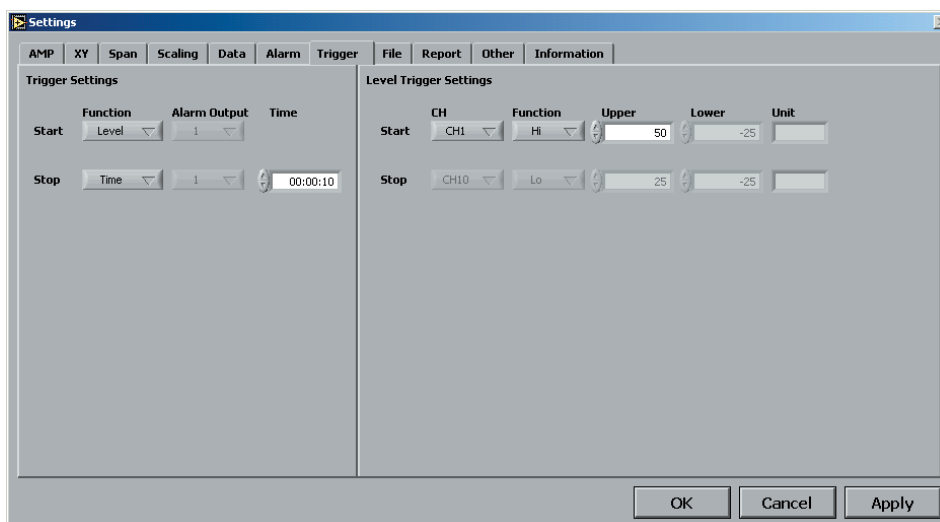 Settings
AMP XY Span Scaling Data Alarm Trigger File Report Other Information
Trigger Settings
Function Alarm Output Time
Start Level 1
Stop Time 1 00:00:10
Level Trigger Settings
CH Function Upper Lower Unit
Start CH1 Hi 50 -25
Stop CH10 Lo 25 -25
OK Cancel Apply